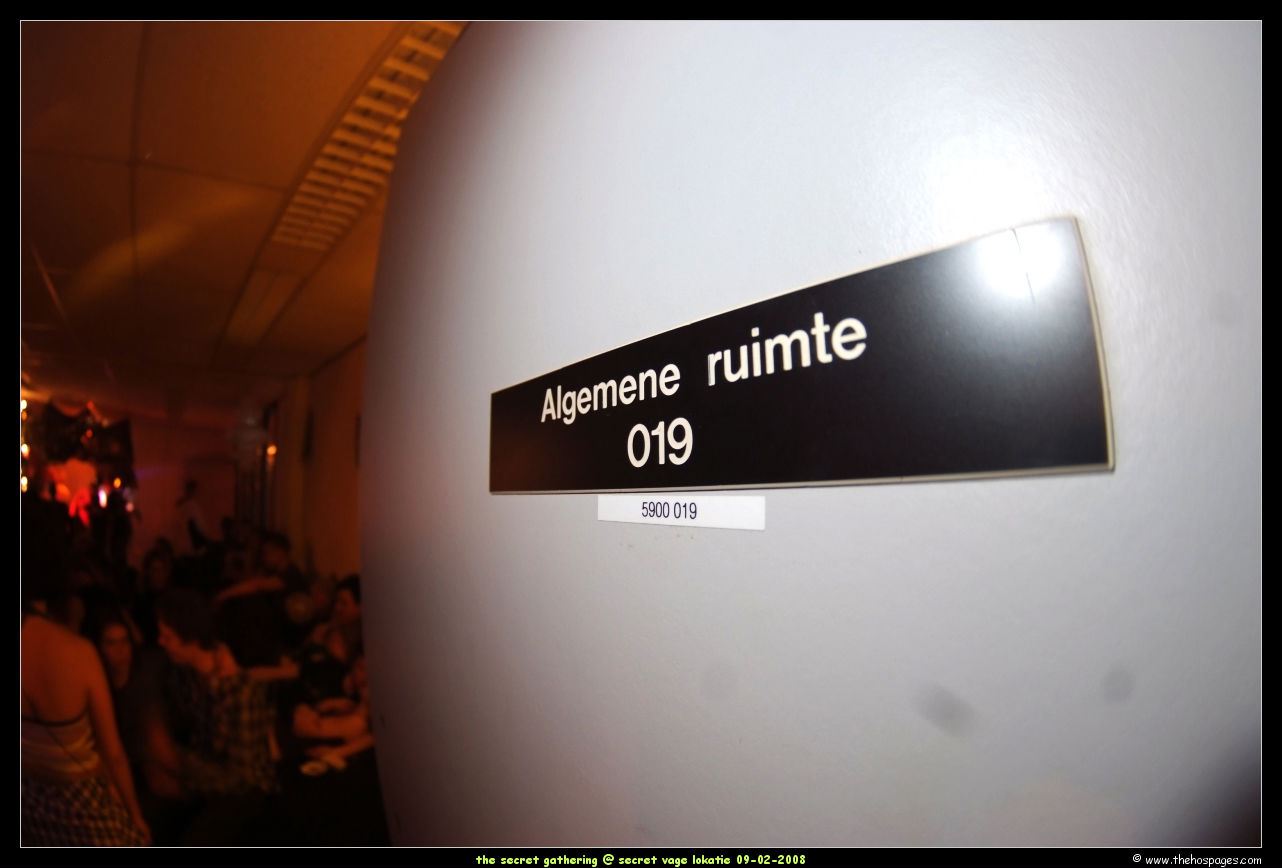 Algemene ruimte
019
5900 019
the secret gathering @ secret vage lokatie 09-02-2008
© www.thehospages.com